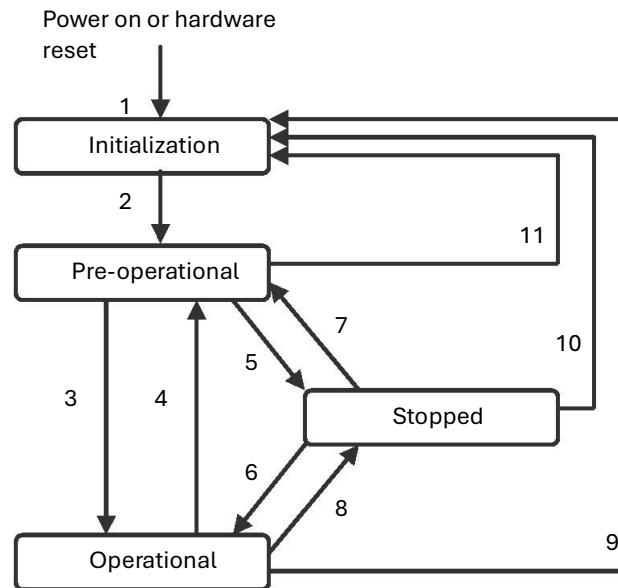 Power on or hardware
reset
1
Initialization
2
11
Pre-operational
7
10
5
3
4
Stopped
6
8
9
Operational